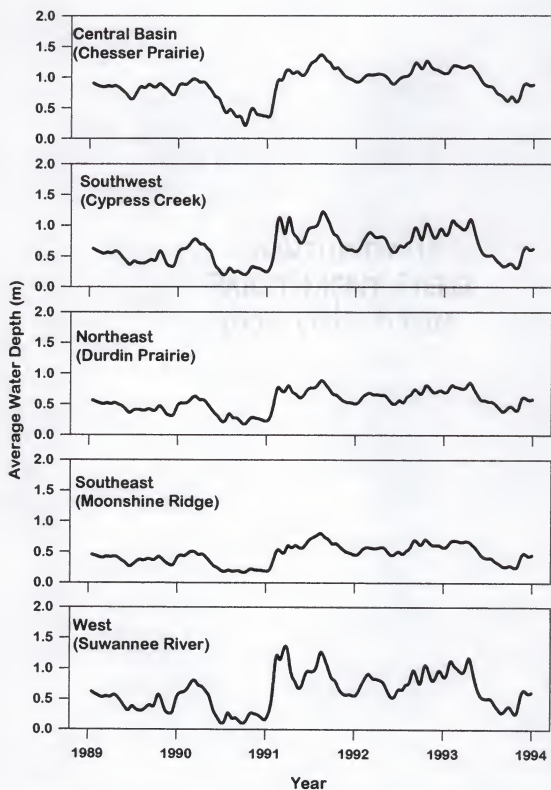 2.0
Central Basin
(Chesser Prairie)
1.5
1.0
0.5
0.0
2.0
Southwest
(Cypress Creek)
1.5
1.0
0.5
0.0
2.0
Northeast
(Durdin Prairie)
1.5
1.0
0.5
0.0
2.0
Southeast
(Moonshine Ridge)
1.5
1.0
0.5
0.0
2.0
West
(Suwannee River)
1.5
1.0
0.5
0.0
Average Water Depth (m)
1989 1990 1991 1992 1993 1994
Year